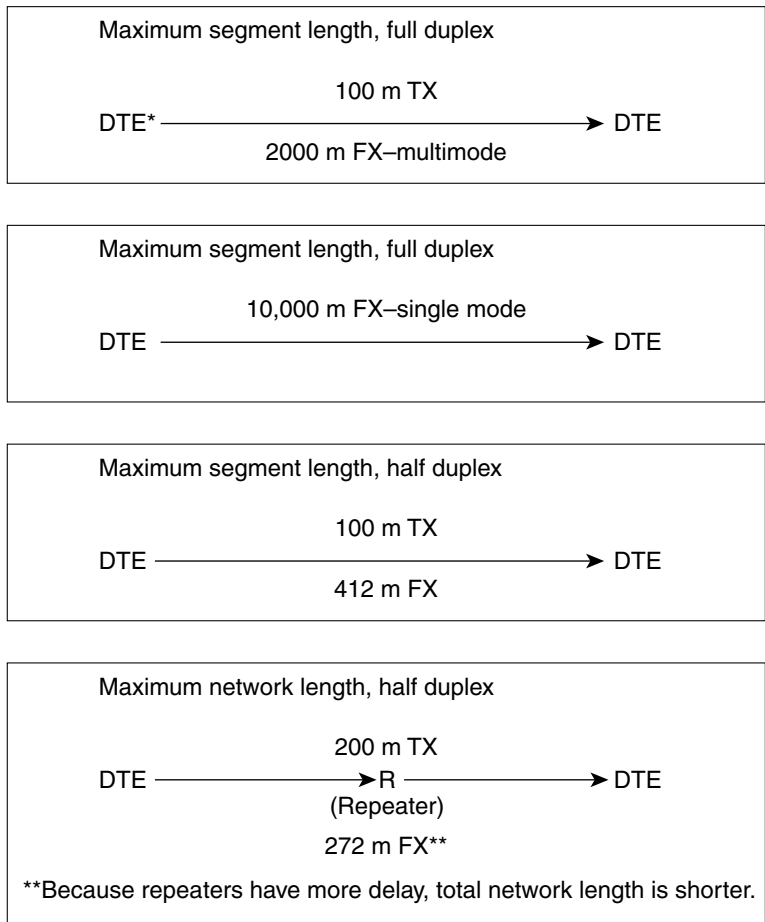 Maximum segment length, full duplex
100 m TX
DTE* DTE
2000 m FX–multimode
Maximum segment length, full duplex
10,000 m FX–single mode
DTE DTE
Maximum segment length, half duplex
100 m TX
DTE DTE
412 m FX
Maximum network length, half duplex
200 m TX
DTE R DTE
(Repeater)
272 m FX**
**Because repeaters have more delay, total network length is shorter.